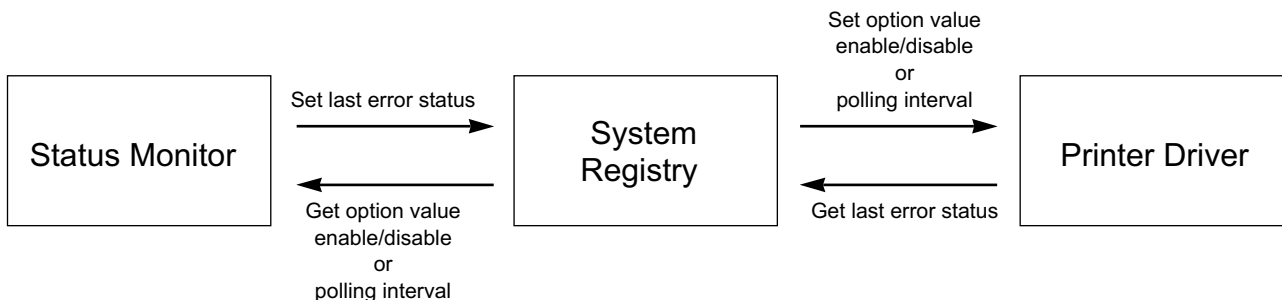 Set option value
enable/disable
or
polling interval
Set last error status
Status Monitor
System
Registry
Printer Driver
Get option value
enable/disable
or
polling interval
Get last error status